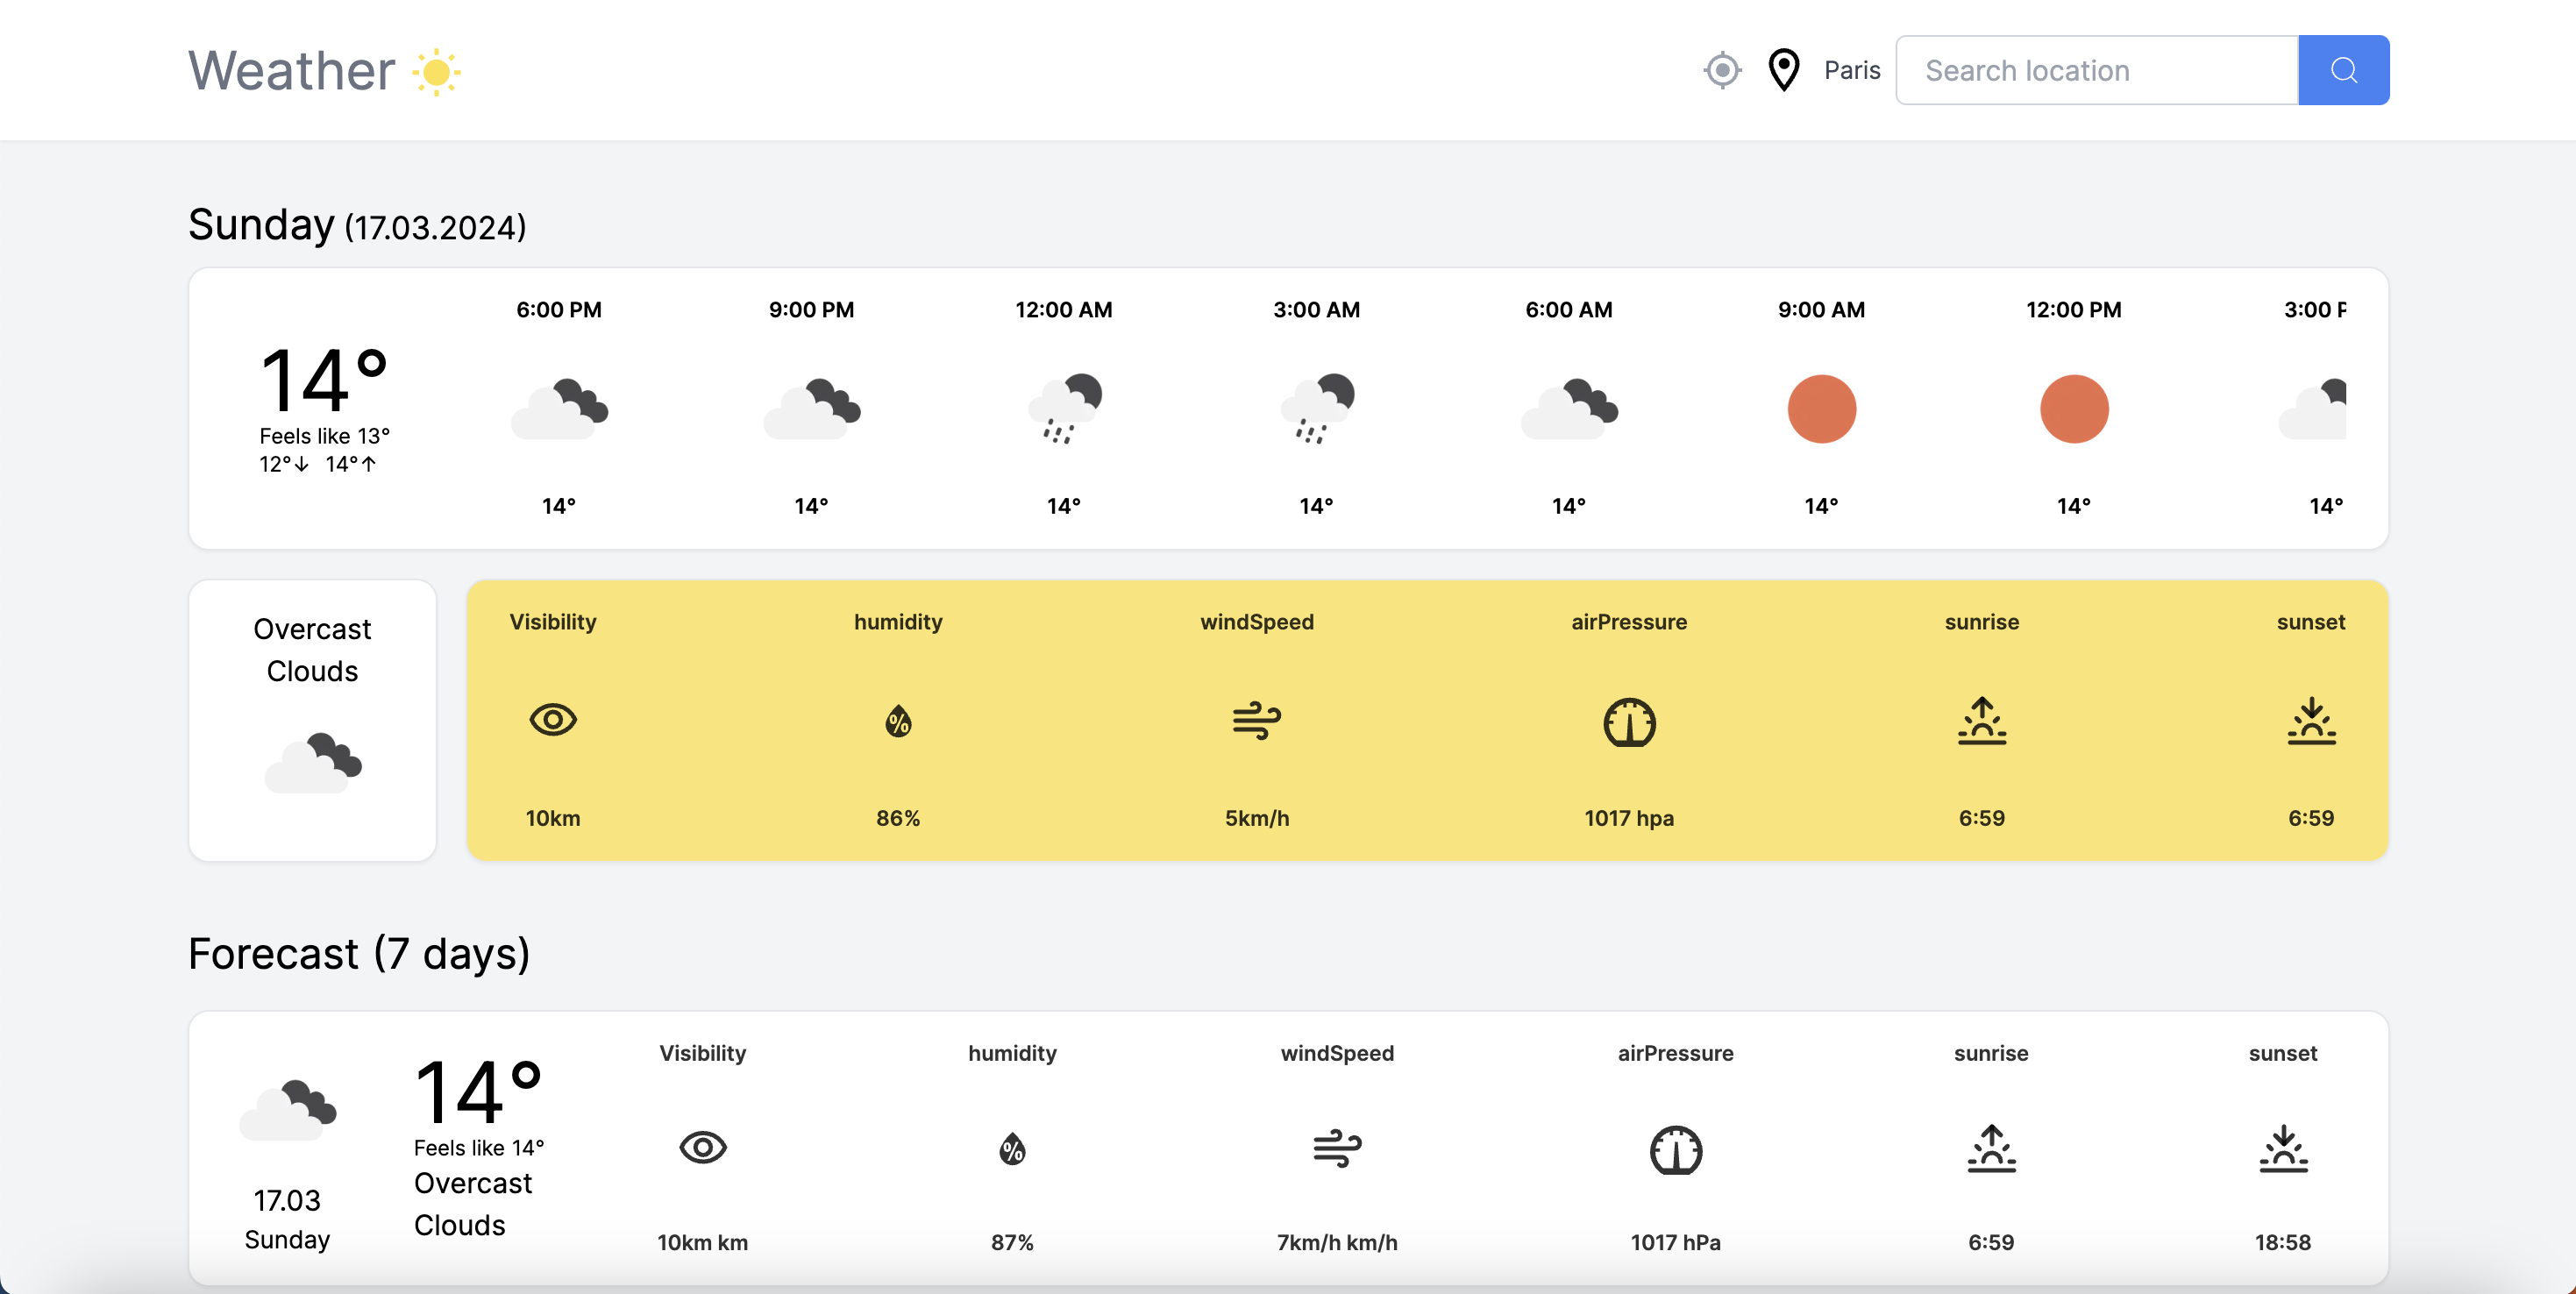 Weather
Paris
Search location
Sunday (17.03.2024)
6:00 PM 9:00 PM 12:00 AM 3:00 AM 6:00 AM 9:00 AM 12:00 PM 3:00 P
14°
Feels like 13°
12°↓ 14°↑
14° 14° 14° 14° 14° 14° 14° 14°
Overcast
Clouds
Visibility humidity windSpeed airPressure sunrise sunset
%
10km 86% 5km/h 1017 hpa 6:59 6:59
Forecast (7 days)
17.03
Sunday
14°
Feels like 14°
Overcast
Clouds
Visibility humidity windSpeed airPressure sunrise sunset
%
10km km 87% 7km/h km/h 1017 hPa 6:59 18:58